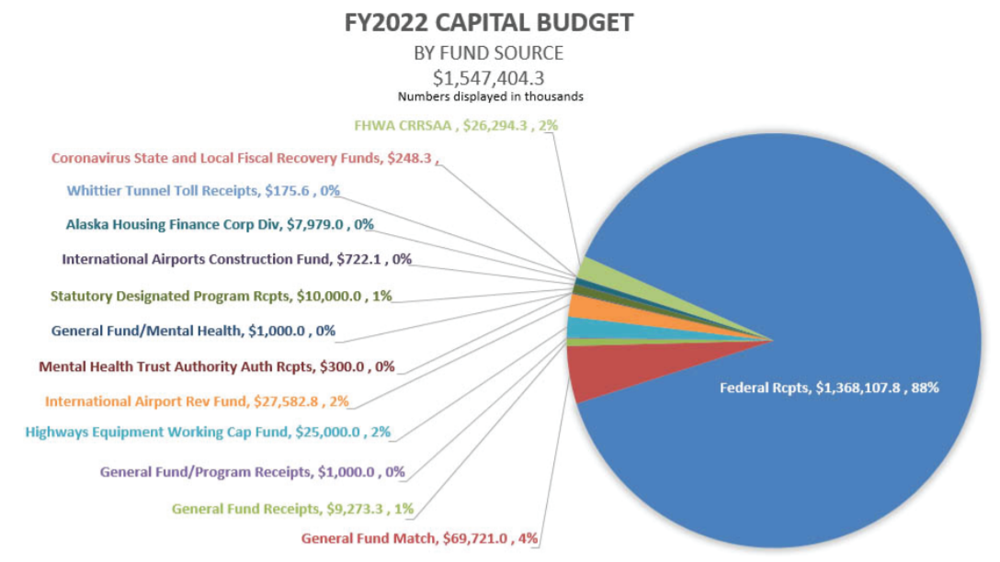 FY2022 CAPITAL BUDGET
BY FUND SOURCE
$1,547,404.3
Numbers displayed in thousands
FHWA CRRSAA , $26,294.3 , 2%
Coronavirus State and Local Fiscal Recovery Funds, $248.3 ,
Whittier Tunnel Toll Receipts, $175.6 , 0%
Alaska Housing Finance Corp Div, $7,979.0 , 0%
International Airports Construction Fund, $722.1 , 0%
Statutory Designated Program Rcpts, $10,000.0 , 1%
General Fund/Mental Health, $1,000.0 , 0%
Mental Health Trust Authority Auth Rcpts, $300.0 , 0%
International Airport Rev Fund, $27,582.8 , 2%
Highways Equipment Working Cap Fund, $25,000.0 , 2%
General Fund/Program Receipts, $1,000.0 , 0%
General Fund Receipts, $9,273.3 , 1%
General Fund Match, $69,721.0 , 4%
Federal Rcpts, $1,368,107.8 , 88%